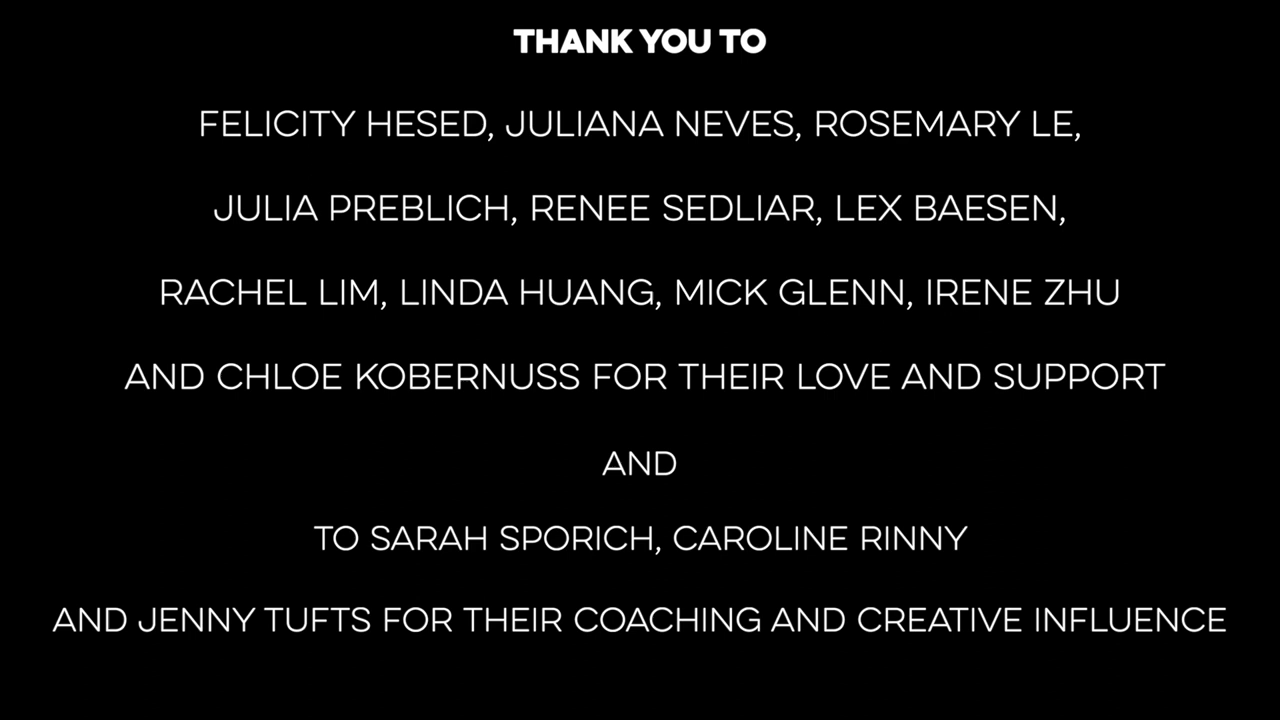 THANK YOU TO
FELICITY HESED, JULIANA NEVES, ROSEMARY LE,
JULIA PREBLICH, RENEE SEDLIAR, LEX BAESEN,
RACHEL LIM, LINDA HUANG, MICK GLENN, IRENE ZHU
AND CHLOE KOBERNUSS FOR THEIR LOVE AND SUPPORT
AND
TO SARAH SPORICH, CAROLINE RINNY
AND JENNY TUFTS FOR THEIR COACHING AND CREATIVE INFLUENCE